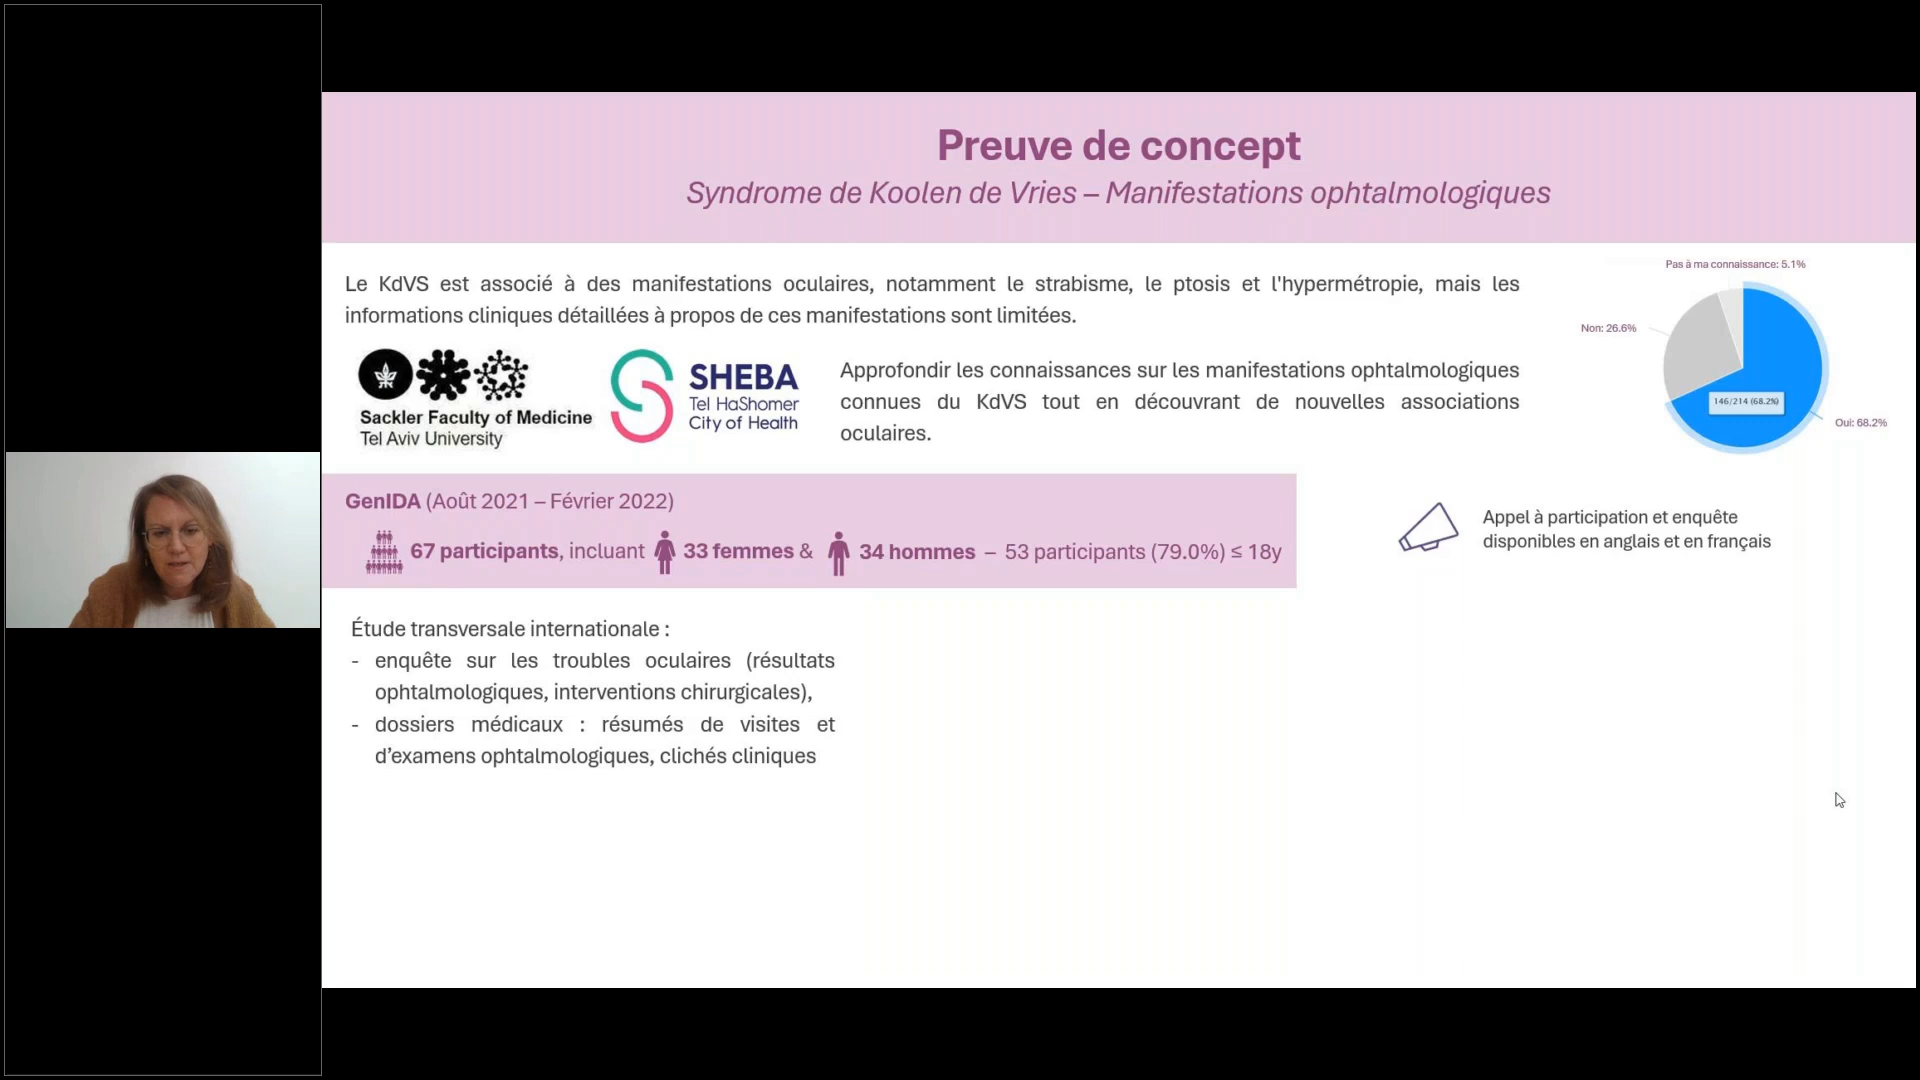 Preuve de concept
Syndrome de Koolen de Vries – Manifestations ophtalmologiques
Le KdVS est associé à des manifestations oculaires, notamment le strabisme, le ptosis et l'hypermétropie, mais les
informations cliniques détaillées à propos de ces manifestations sont limitées.
Pas à ma connaissance: 5.1%
Non: 26.6%
146/214 (68.2%)
Oui: 68.2%
Sackler Faculty of Medicine
Tel Aviv University
SHEBA
Tel HaShomer
City of Health
Approfondir les connaissances sur les manifestations ophtalmologiques
connues du KdVS tout en découvrant de nouvelles associations
oculaires.
GenIDA (Août 2021 – Février 2022)
67 participants, incluant 33 femmes & 34 hommes – 53 participants (79.0%) ≤ 18y
Appel à participation et enquête
disponibles en anglais et en français
Étude transversale internationale :
- enquête sur les troubles oculaires (résultats
ophtalmologiques, interventions chirurgicales),
- dossiers médicaux : résumés de visites et
d’examens ophtalmologiques, clichés cliniques